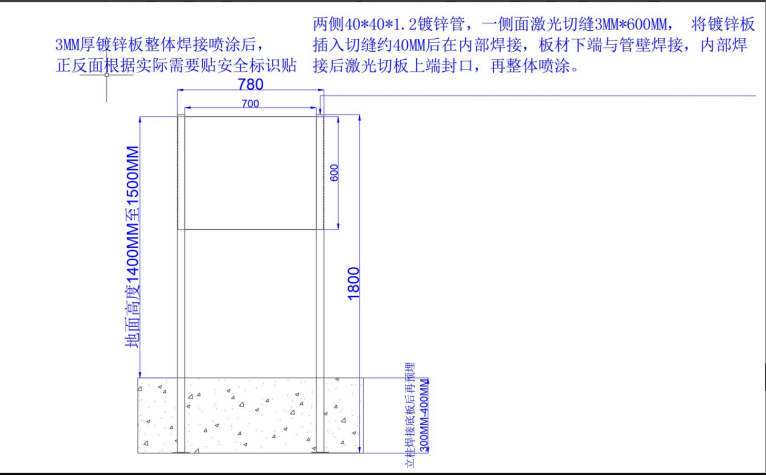 3MM厚镀锌板整体焊接喷涂后，
正反面根据实际需要贴安全标识贴
两侧40*40*1.2镀锌管，一侧面激光切缝3MM*600MM， 将镀锌板
插入切缝约40MM后在内部焊接，板材下端与管壁焊接，内部焊
接后激光切板上端封口，再整体喷涂。
780
700
600
地面高度1400MM至1500MM
1800
立柱焊接底板后再预埋
300MM-400MM